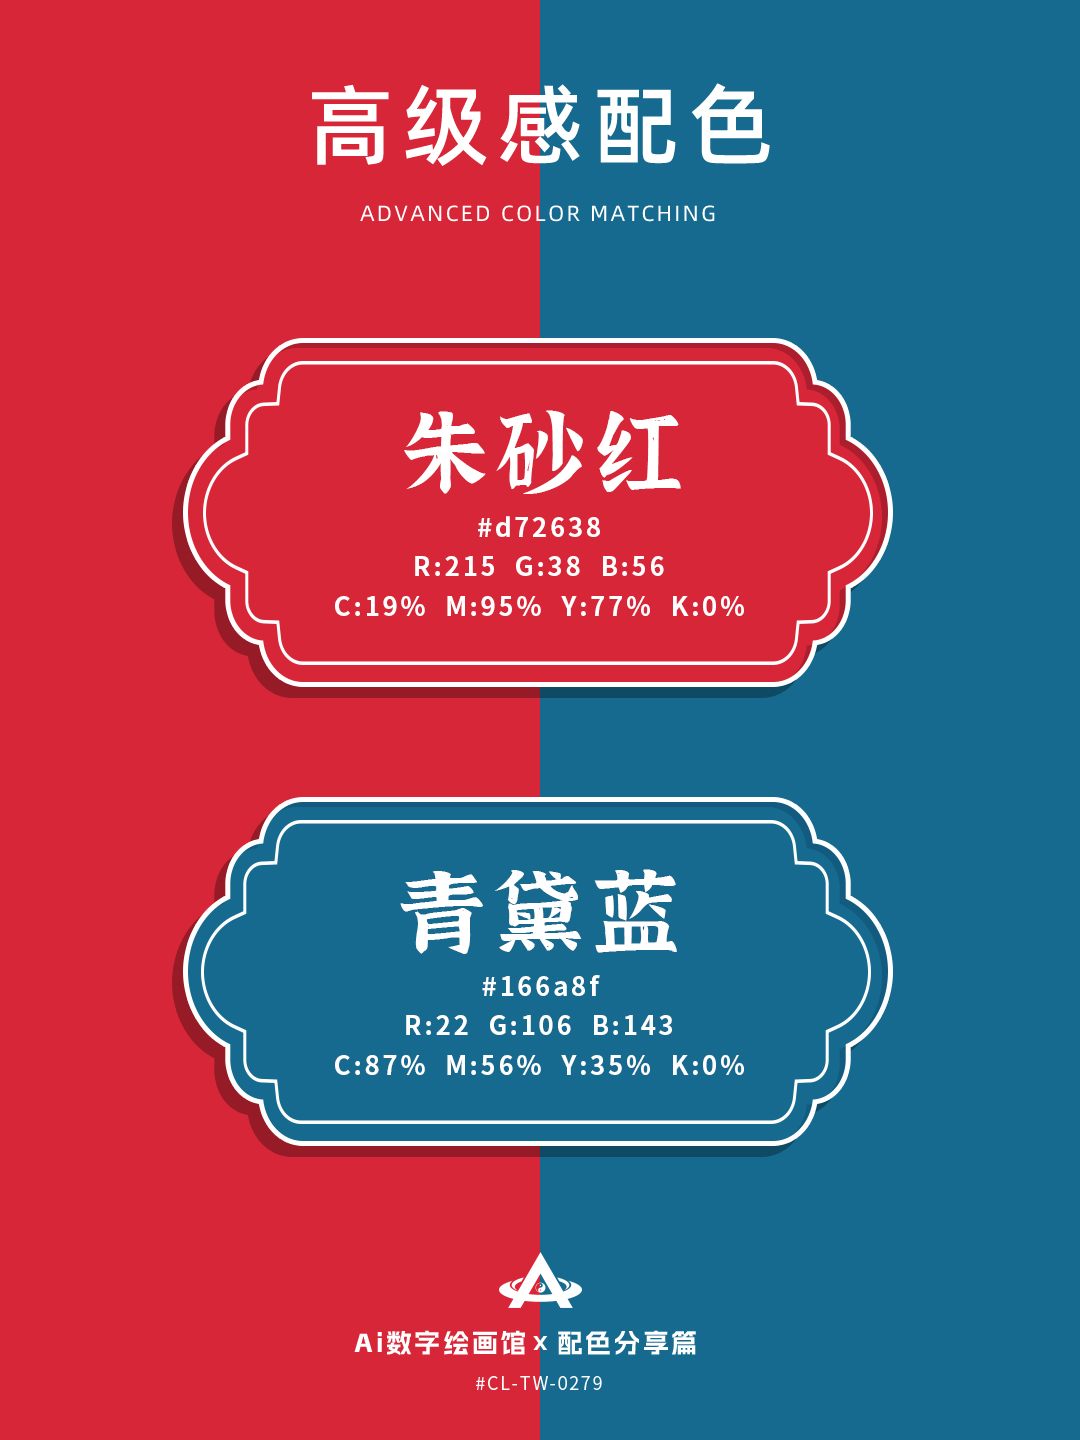 高级感配色
ADVANCED COLOR MATCHING
朱砂红
#d72638
R:215 G:38 B:56
C:19% M:95% Y:77% K:0%
青黛蓝
#166a8f
R:22 G:106 B:143
C:87% M:56% Y:35% K:0%
Ai数字绘画馆 x 配色分享篇
#CL-TW-0279